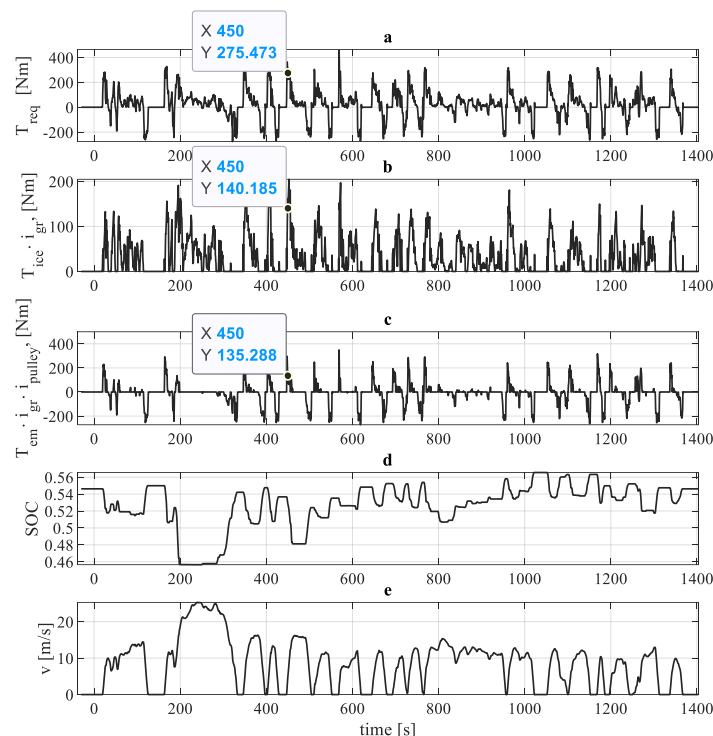 a
X 450
Y 275.473
T_req [Nm]
400
200
0
-200
0 200 400 600 800 1000 1200 1400
b
X 450
Y 140.185
T_ice · i_gr, [Nm]
200
100
0
0 200 400 600 800 1000 1200 1400
c
X 450
Y 135.288
T_em · i_gr · i_pulley, [Nm]
400
200
0
-200
0 200 400 600 800 1000 1200 1400
d
SOC
0.56
0.54
0.52
0.5
0.48
0.46
0 200 400 600 800 1000 1200 1400
e
v [m/s]
20
10
0
0 200 400 600 800 1000 1200 1400
time [s]